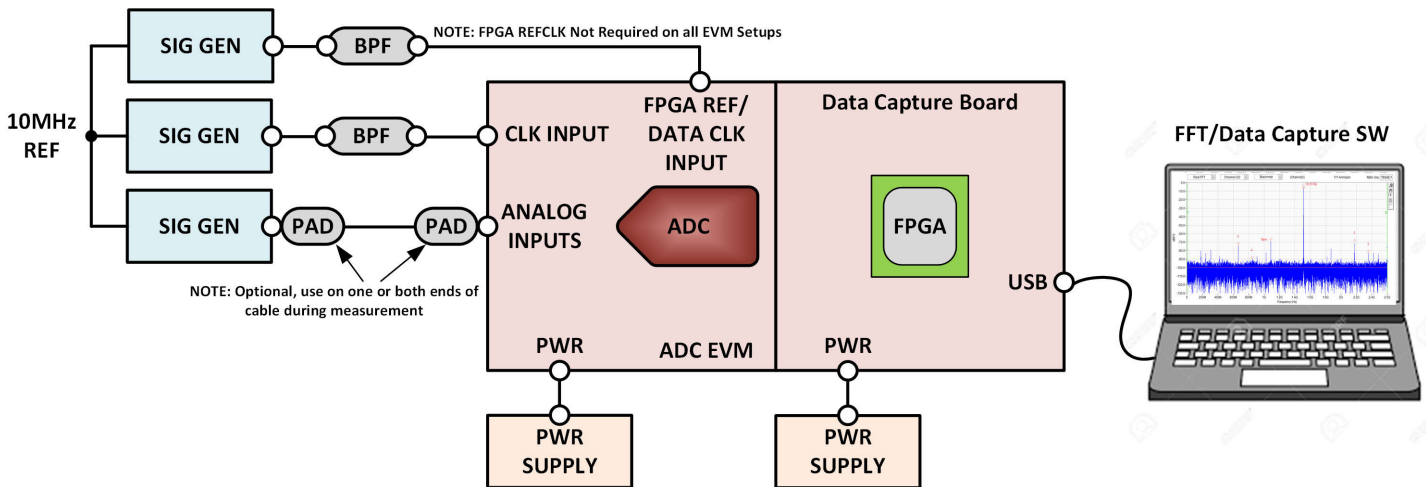 SIG GEN
BPF
NOTE: FPGA REFCLK Not Required on all EVM Setups
10MHz
REF
SIG GEN
BPF
CLK INPUT
FPGA REF/
DATA CLK
INPUT
Data Capture Board
FFT/Data Capture SW
SIG GEN
PAD
PAD
ANALOG
INPUTS
ADC
FPGA
NOTE: Optional, use on one or both ends of
cable during measurement
USB
PWR
ADC EVM
PWR
PWR
SUPPLY
PWR
SUPPLY